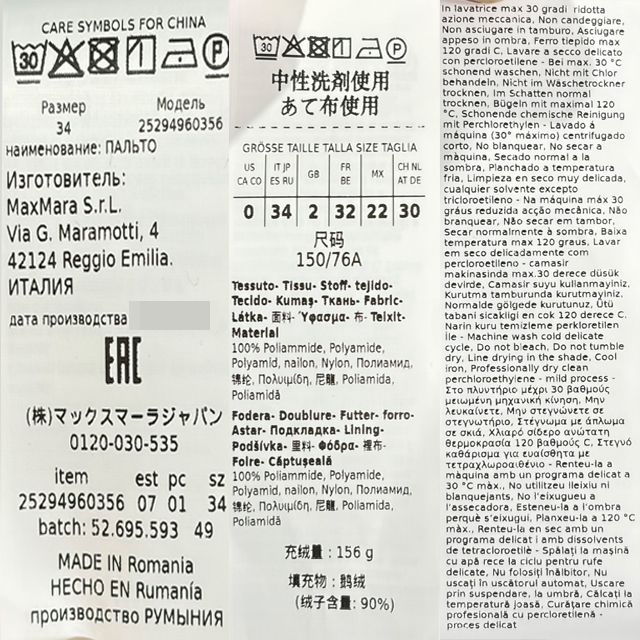 CARE SYMBOLS FOR CHINA
30
P
Размер
34
Модель
25294960356
наименование: ПАЛЬТО
Изготовитель:
MaxMara S.r.L.
Via G. Maramotti, 4
42124 Reggio Emilia.
ИТАЛИЯ
дата производства
EAC
(株)マックスマーラジャパン
0120-030-535
item est pc sz
25294960356 07 01 34
batch: 52.695.593 49
MADE IN Romania
HECHO EN Rumanía
производство РУМЫНИЯ
30
P
中性洗剤使用
あて布使用
GRÖSSE TAILLE TALLA SIZE TAGLIA
US IT JP GB FR MX CH NL
CA CO ES RU BE AT DE
0 34 2 32 22 30
尺码
150/76A
Tessuto- Tissu- Stoff- tejido-
Tecido- Kumaş- Ткань- Fabric-
Látka- 面料- Ύφασμα- 布- Teixit-
Material
100% Poliammide, Polyamide,
Polyamid, nailon, Nylon, Полиамид,
锦纶, Πολυμίδη, 尼龍, Poliamida,
Poliamidă
Fodera- Doublure- Futter- forro-
Astar- Подкладка- Lining-
Podšívka- 里料- Φόδρα- 裡布-
Folre- Căptușeală
100% Poliammide, Polyamide,
Polyamid, nailon, Nylon, Полиамид,
锦纶, Πολυμίδη, 尼龍, Poliamida,
Poliamidă
充绒量 : 156 g
填充物 : 鹅绒
(绒子含量: 90%)
In lavatrice max 30 gradi ridotta
azione meccanica, Non candeggiare,
Non asciugare in tamburo, Asciugare
appeso in ombra, Ferro tiepido max
120 gradi C, Lavare a secco delicato
con percloroetilene - Bei max. 30 °C
schonend waschen, Nicht mit Chlor
behandeln, Nicht im Wäschetrockner
trocknen, Im Schatten normal
trocknen, Bügeln mit maximal 120
°C, Schonende chemische Reinigung
mit Perchlorethylen - Lavado à
máquina (30° máximo) centrifugado
corto, No blanquear, No secar a
màquina, Secado normal a la
sombra, Planchado a temperatura
fria, Limpieza en seco muy delicada,
cualquier solvente excepto
tricloroetileno - Na máquina máx 30
gráus reduzida acção mecânica, Não
branquear, Não secar em tambor,
Secar normalmente à sombra, Baixa
temperatura max 120 graus, Lavar
em seco delicadamente com
percloroetileno - camasir
makinasinda max.30 derece düsük
devirde, Camasir suyu kullanmayiniz,
Kurutma tamburunda kurutmayiniz,
Normalde gölgede kurutunuz, Ütü
tabani sicakligi en cok 120 derece C.
Narin kuru temizleme perkloretilen
İle - Machine wash cold delicate
cycle, Do not bleach, Do not tumble
dry, Line drying in the shade, Cool
iron, Professionally dry clean
perchloroethylene - mild process -
Στο πλυντήριο μέχρι 30 βαθμούς
μειωμένη μηχανική κίνηση, Μην
λευκαίνετε, Μην στεγνώνετε σε
στεγνωτήριο, Στέγνωμα με άπλωμα
σε σκιά, Χλιαρό σίδερο ανώτατη
θερμοκρασία 120 βαθμούς C, Στεγνό
καθάρισμα για ευαίσθητα με
τετραχλωροαιθένιο - Renteu-la a
màquina amb un programa delicat a
30 °C màx., No utilitzeu lleixiu ni
blanquejants, No l'eixugueu a
l'assecadora, Esteneu-la a l'ombra
perquè s'eixugui, Planxeu-la a 120 °C
màx., Renteu en sec amb un
programa delicat i amb dissolvents
de tetracloroetilè - Spălați la mașină
cu apă rece la ciclu pentru rufe
delicate, Nu folosiți înălbitor, Nu
uscați în uscătorul automat, Uscare
prin suspendare, la umbră, Călcați la
temperatură joasă, Curățare chimică
profesională cu percloretilenă -
proces delicat